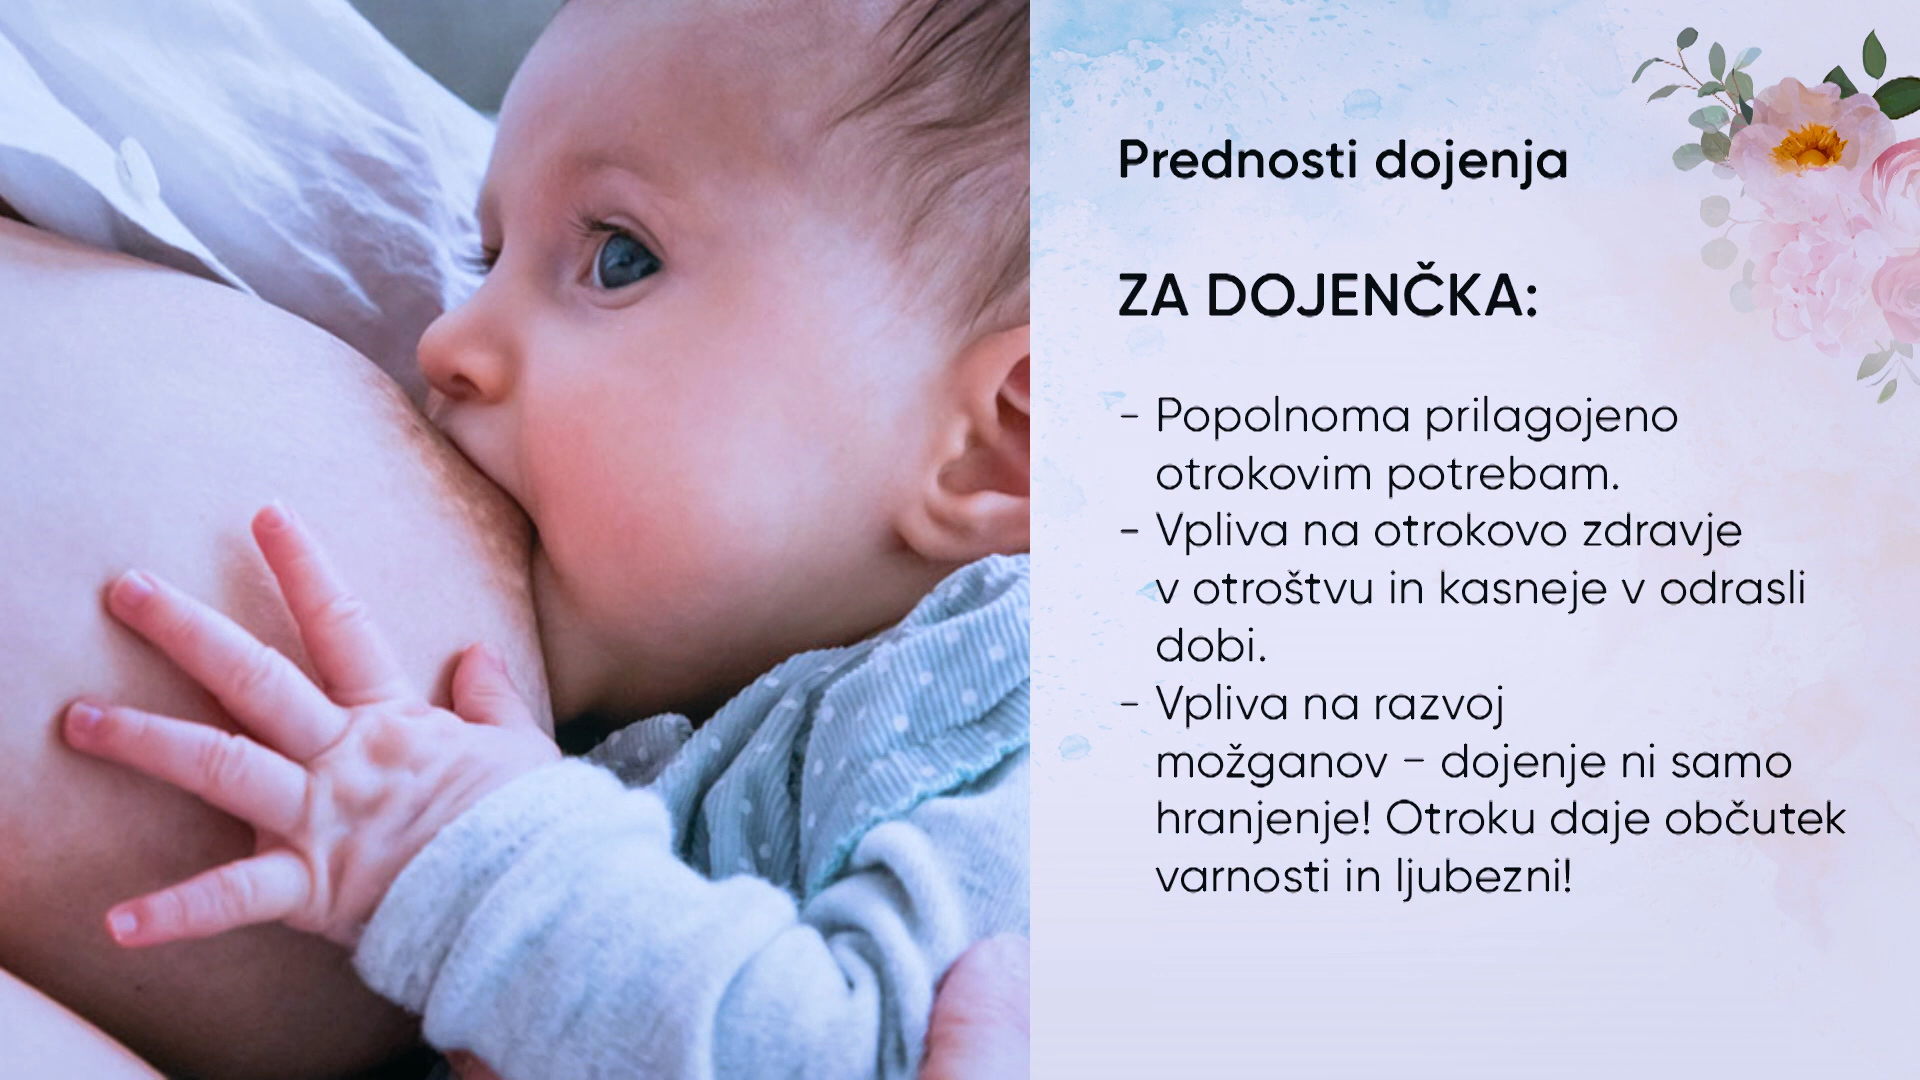 Prednosti dojenja
ZA DOJENČKA:
- Popolnoma prilagojeno
otrokovim potrebam.
- Vpliva na otrokovo zdravje
v otroštvu in kasneje v odrasli
dobi.
- Vpliva na razvoj
možganov – dojenje ni samo
hranjenje! Otroku daje občutek
varnosti in ljubezni!